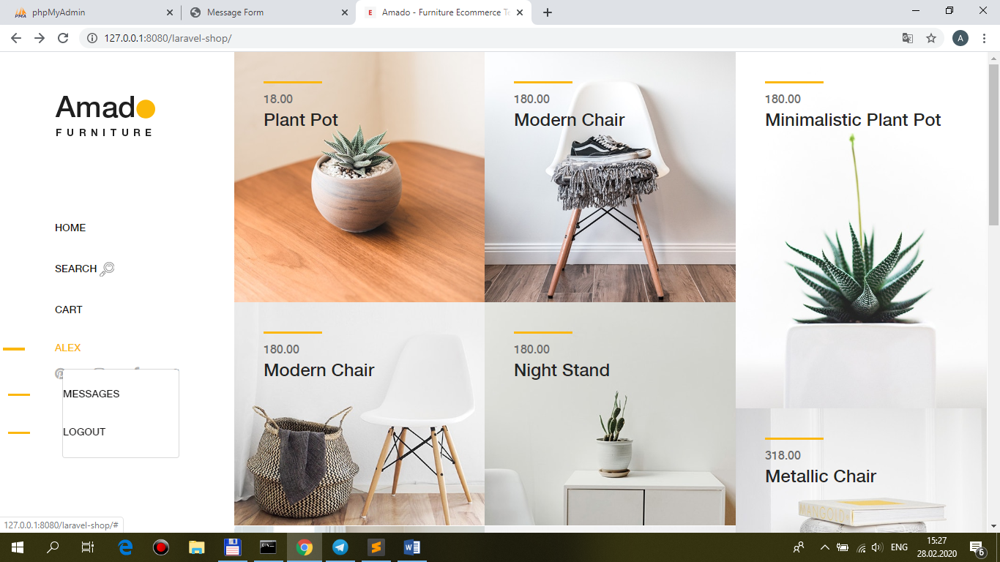 phpMyAdmin
Message Form
Amado - Furniture Ecommerce Te
127.0.0.1:8080/laravel-shop/
A
Amado
FURNITURE
HOME
SEARCH
CART
ALEX
MESSAGES
LOGOUT
18.00
Plant Pot
180.00
Modern Chair
180.00
Minimalistic Plant Pot
180.00
Modern Chair
180.00
Night Stand
318.00
Metallic Chair
127.0.0.1:8080/laravel-shop/#
ENG
15:27
28.02.2020
6